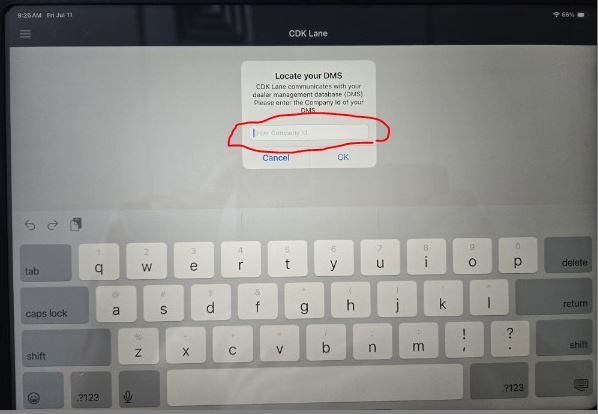 9:25 AM Fri Jul 11
66%
CDK Lane
Locate your DMS
CDK Lane communicates with your
dealer management database (DMS).
Please enter the Company Id of your
DMS
Enter Company Id
Cancel OK
1 2 3 4 5 6 7 8 9 0
tab q w e r t y u i o p delete
@ # $ & * ( ) ' "
caps lock a s d f g h j k l return
% - + = / ; : ! ?
shift z x c v b n m , . shift
.?123 .?123